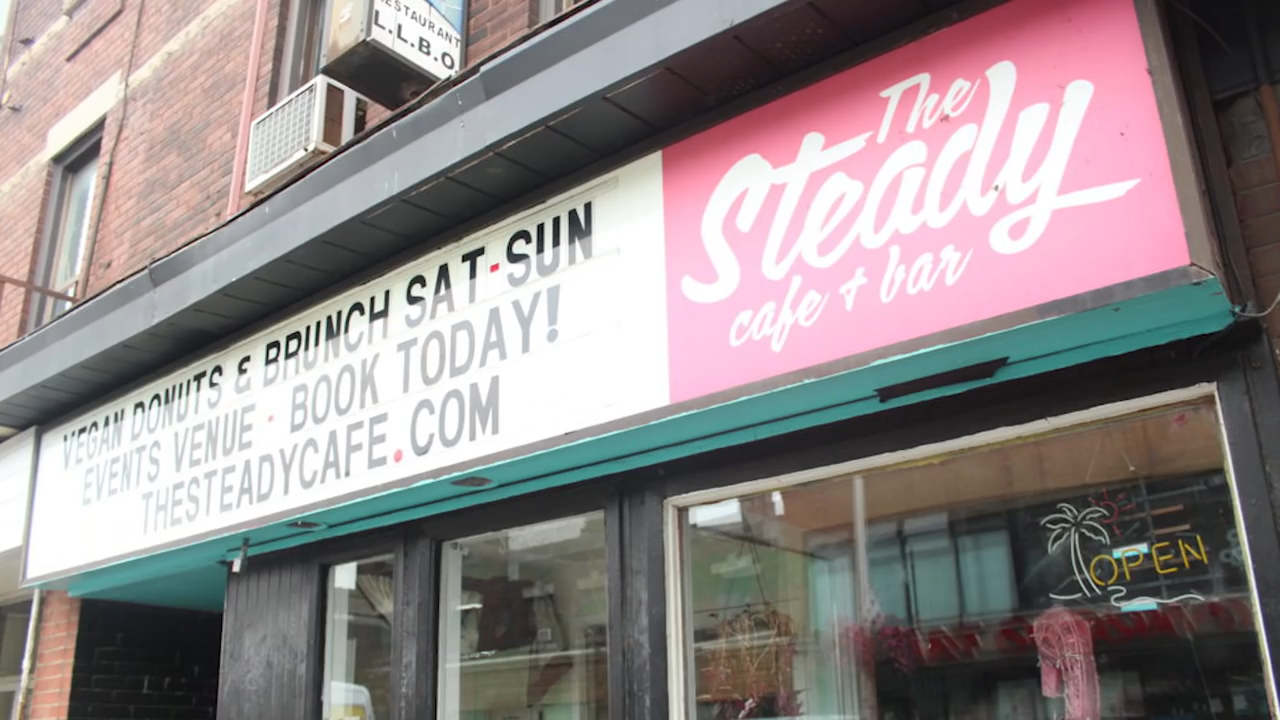 RESTAURANT
L.L.B.O
The
Steady
cafe + bar
VEGAN DONUTS & BRUNCH SAT-SUN
EVENTS VENUE · BOOK TODAY!
THESTEADYCAFE.COM
OPEN